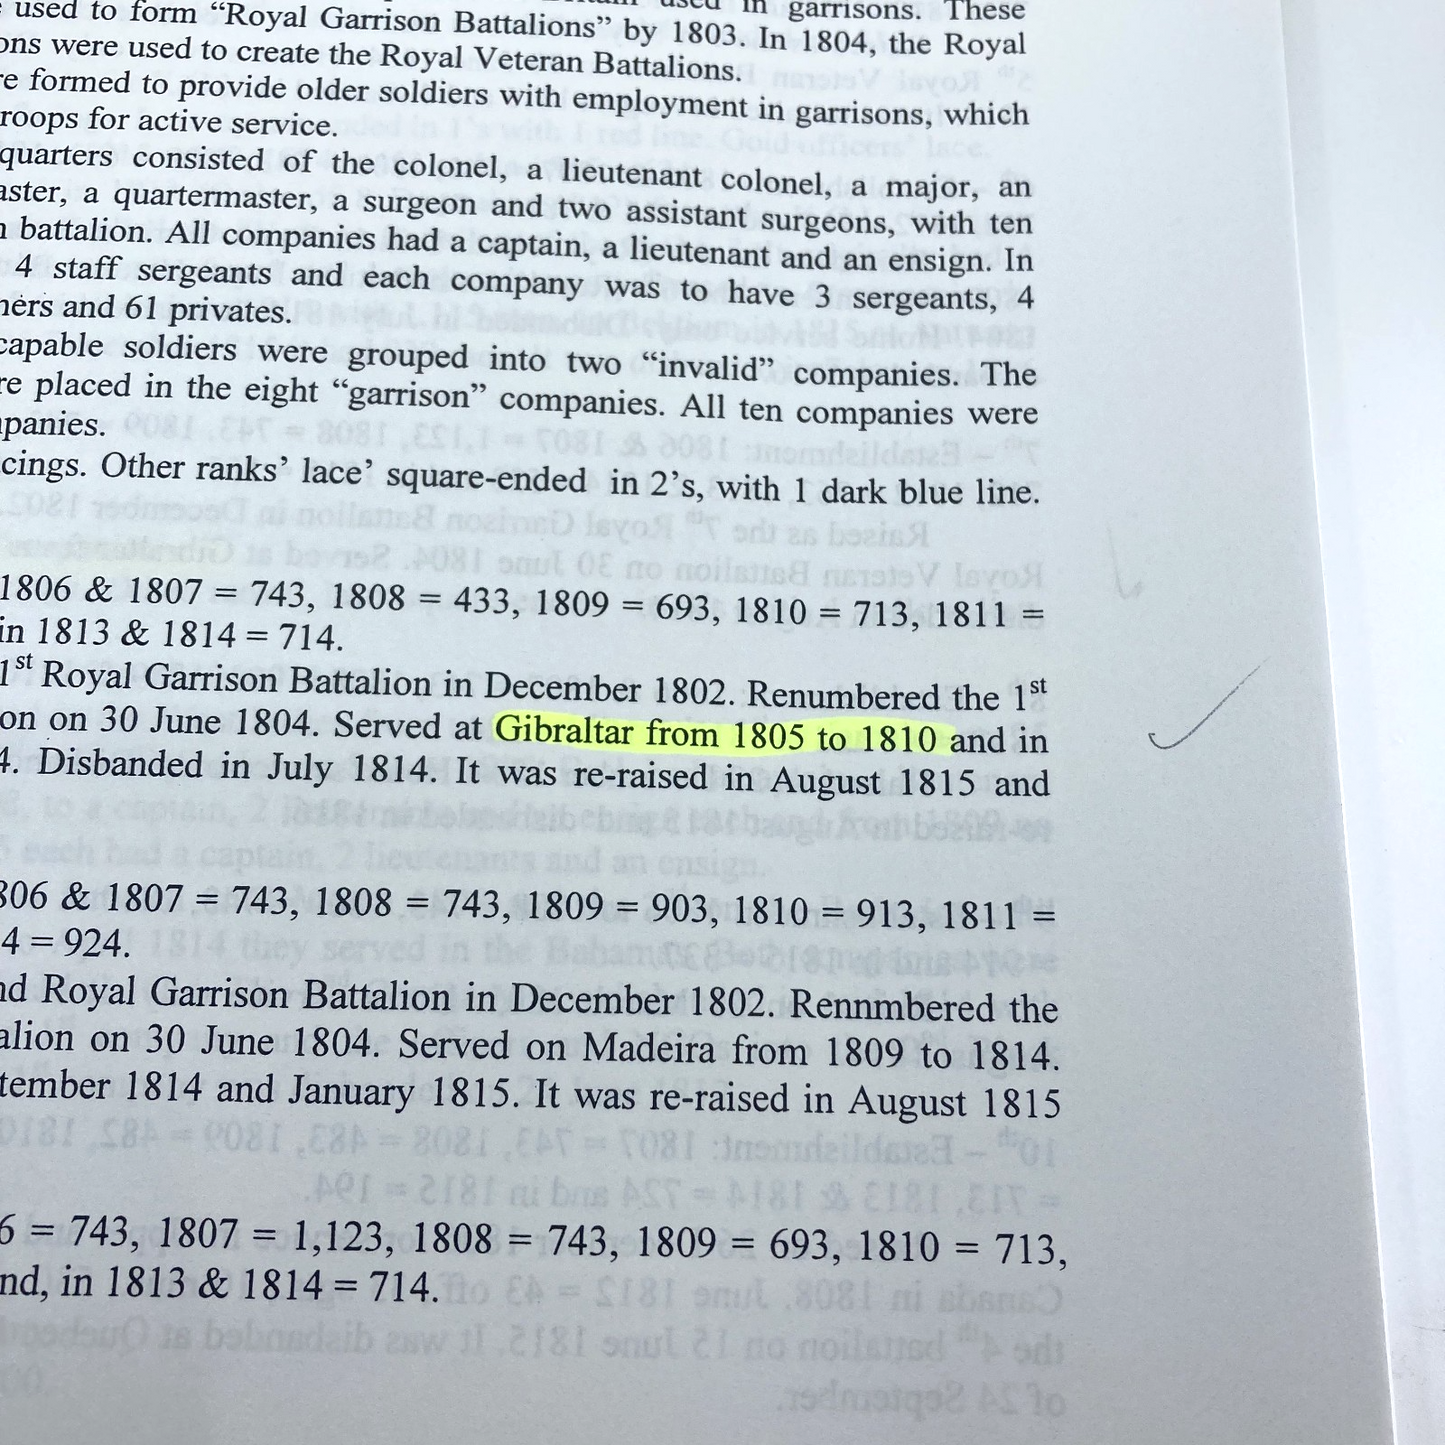 used to form “Royal Garrison Battalions” by 1803. In 1804, the Royal
ons were used to create the Royal Veteran Battalions.
re formed to provide older soldiers with employment in garrisons, which
roops for active service.
quarters consisted of the colonel, a lieutenant colonel, a major, an
aster, a quartermaster, a surgeon and two assistant surgeons, with ten
n battalion. All companies had a captain, a lieutenant and an ensign. In
4 staff sergeants and each company was to have 3 sergeants, 4
ners and 61 privates.
capable soldiers were grouped into two “invalid” companies. The
re placed in the eight “garrison” companies. All ten companies were
panies.
cings. Other ranks’ lace’ square-ended in 2’s, with 1 dark blue line.
1806 & 1807 = 743, 1808 = 433, 1809 = 693, 1810 = 713, 1811 =
in 1813 & 1814 = 714.
1st Royal Garrison Battalion in December 1802. Renumbered the 1st
on on 30 June 1804. Served at Gibraltar from 1805 to 1810 and in
4. Disbanded in July 1814. It was re-raised in August 1815 and
806 & 1807 = 743, 1808 = 743, 1809 = 903, 1810 = 913, 1811 =
4 = 924.
nd Royal Garrison Battalion in December 1802. Rennmbered the
alion on 30 June 1804. Served on Madeira from 1809 to 1814.
tember 1814 and January 1815. It was re-raised in August 1815
6 = 743, 1807 = 1,123, 1808 = 743, 1809 = 693, 1810 = 713,
nd, in 1813 & 1814 = 714.